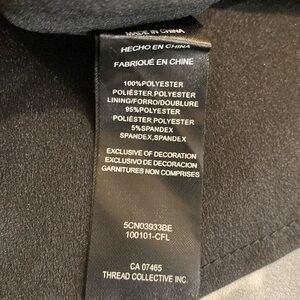 MADE IN CHINA
HECHO EN CHINA
FABRIQUÉ EN CHINE
100%POLYESTER
POLIÉSTER,POLYESTER
LINING/FORRO/DOUBLURE
95%POLYESTER
POLIÉSTER POLYESTER
5%SPANDEX
SPANDEX,SPANDEX
EXCLUSIVE OF DECORATION
EXCLUSIVO DE DECORACION
GARNITURES NON COMPRISES
5CN03933BE
100101-CFL
CA 07465
THREAD COLLECTIVE INC.